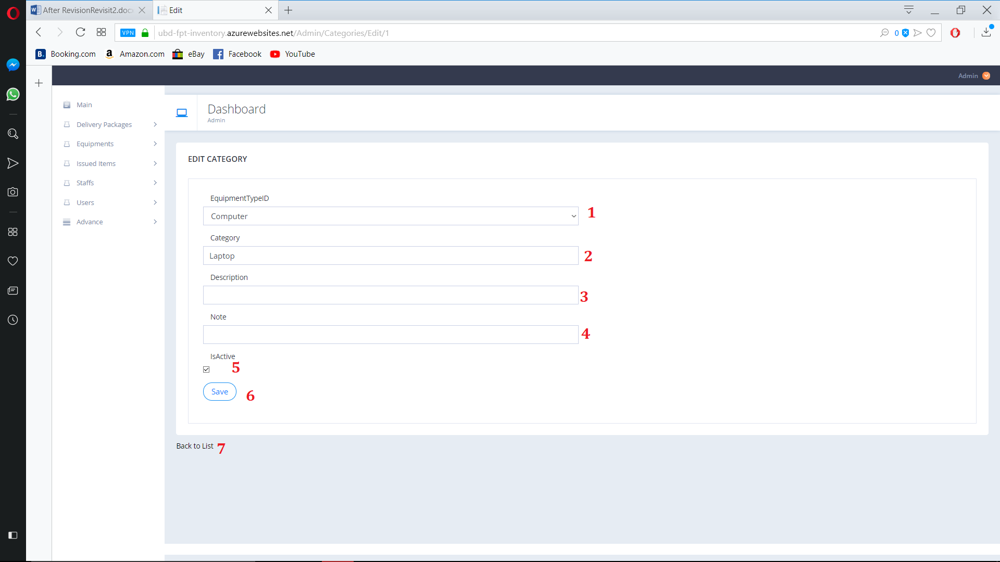 After RevisionRevisit2.docx
Edit
VPN
ubd-fpt-inventory.azurewebsites.net/Admin/Categories/Edit/1
0
B. Booking.com
a Amazon.com
eBay
Facebook
YouTube
Admin
Main
Delivery Packages
Equipments
Issued Items
Staffs
Users
Advance
Dashboard
Admin
EDIT CATEGORY
EquipmentTypeID
Computer 1
Category
Laptop 2
Description
3
Note
4
IsActive
5
Save 6
Back to List 7